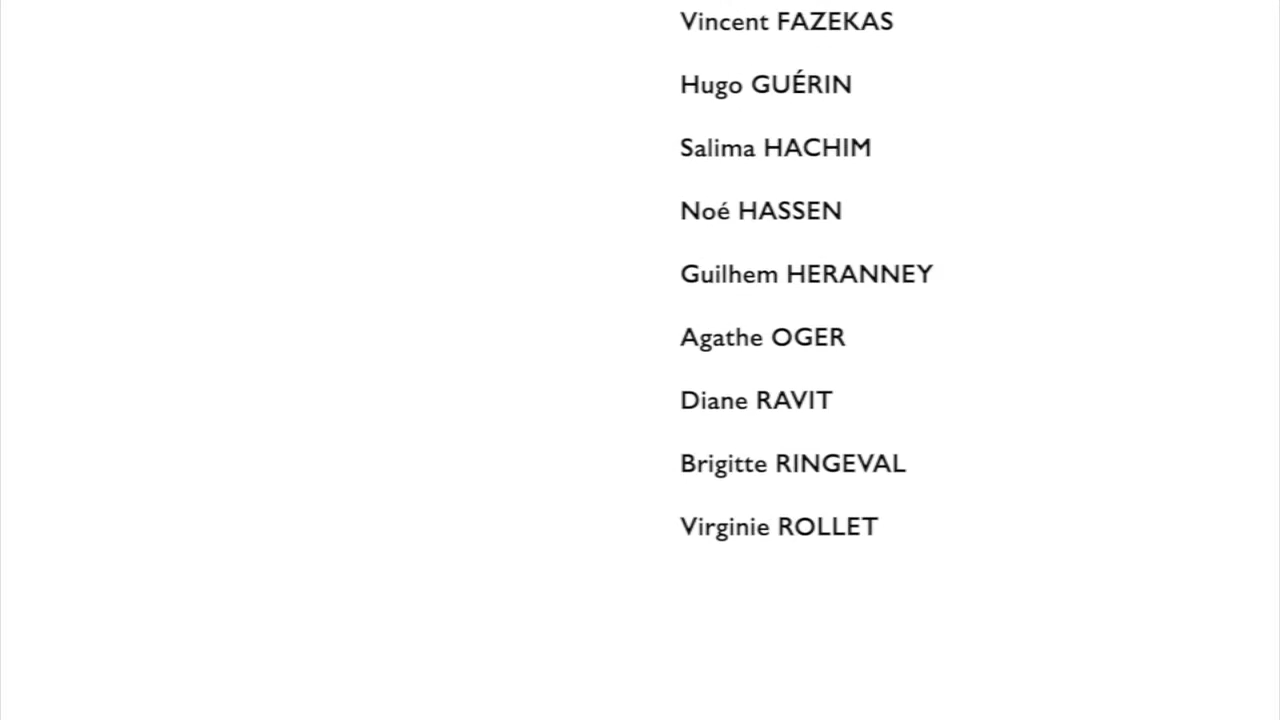 Vincent FAZEKAS
Hugo GUÉRIN
Salima HACHIM
Noé HASSEN
Guilhem HERANNEY
Agathe OGER
Diane RAVIT
Brigitte RINGEVAL
Virginie ROLLET